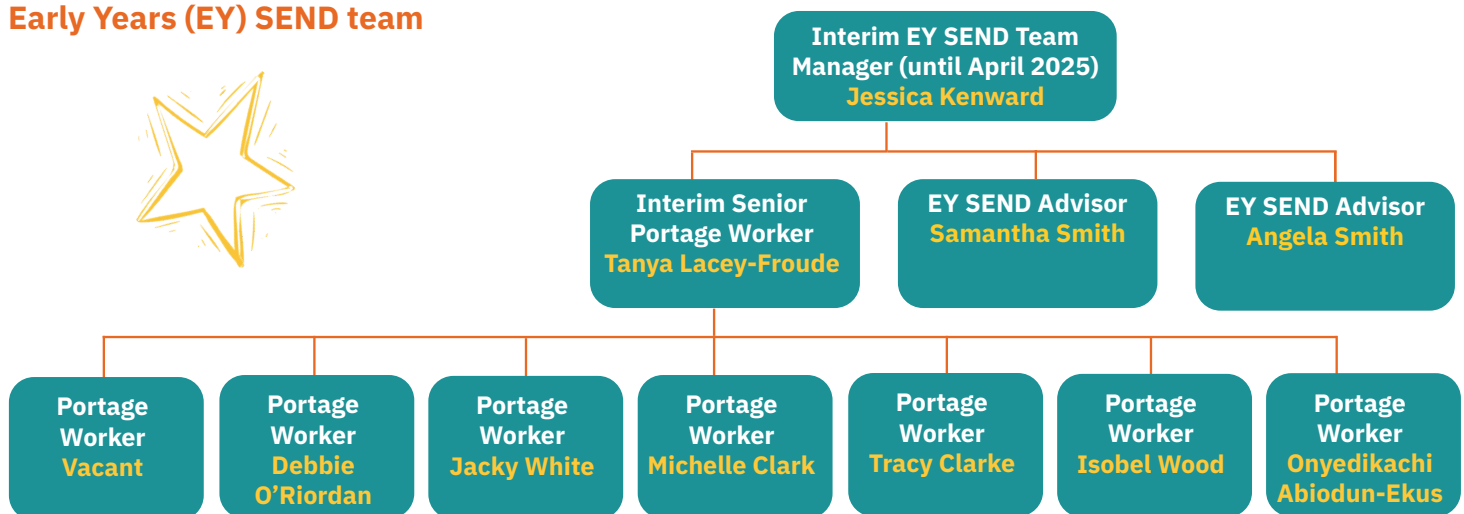 Early Years (EY) SEND team
Interim EY SEND Team
Manager (until April 2025)
Jessica Kenward
Interim Senior
Portage Worker
Tanya Lacey-Froude
EY SEND Advisor
Samantha Smith
EY SEND Advisor
Angela Smith
Portage
Worker
Vacant
Portage
Worker
Debbie
O’Riordan
Portage
Worker
Jacky White
Portage
Worker
Michelle Clark
Portage
Worker
Tracy Clarke
Portage
Worker
Isobel Wood
Portage
Worker
Onyedikachi
Abiodun-Ekus